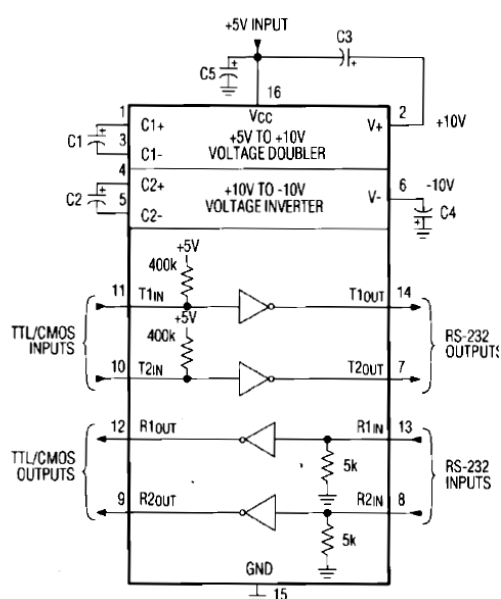 +5V INPUT
C3
C5
+
+
16
1
VCC
2
C1+
V+
+10V
C1
+
3
+5V TO +10V
C1-
VOLTAGE DOUBLER
4
C2+
+10V TO -10V
6
-10V
C2
+
5
V-
C2-
VOLTAGE INVERTER
+
C4
+5V
400k
11
T1IN
T1OUT
14
TTL/CMOS
INPUTS
+5V
400k
RS-232
OUTPUTS
10
T2IN
T2OUT
7
12
R1OUT
R1IN
13
TTL/CMOS
OUTPUTS
5k
RS-232
INPUTS
9
R2OUT
R2IN
8
5k
GND
15